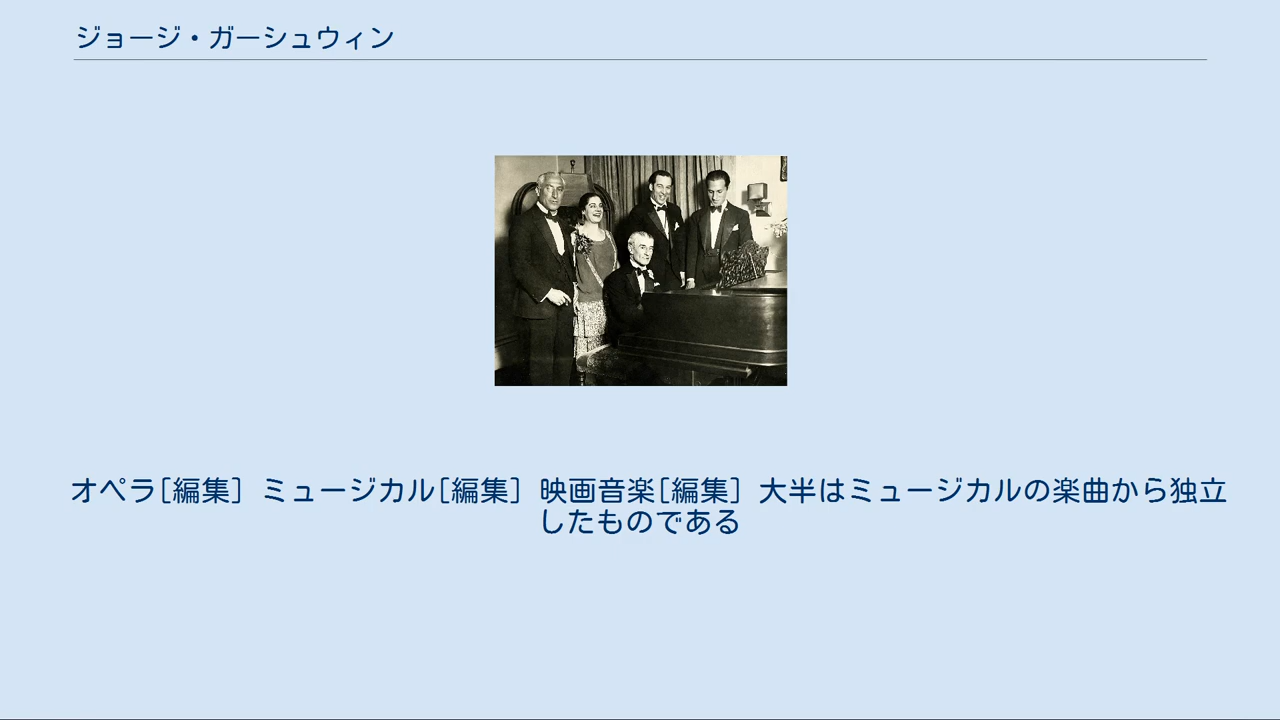 ジョージ・ガーシュウィン
オペラ[編集] ミュージカル[編集] 映画音楽[編集] 大半はミュージカルの楽曲から独立
したものである